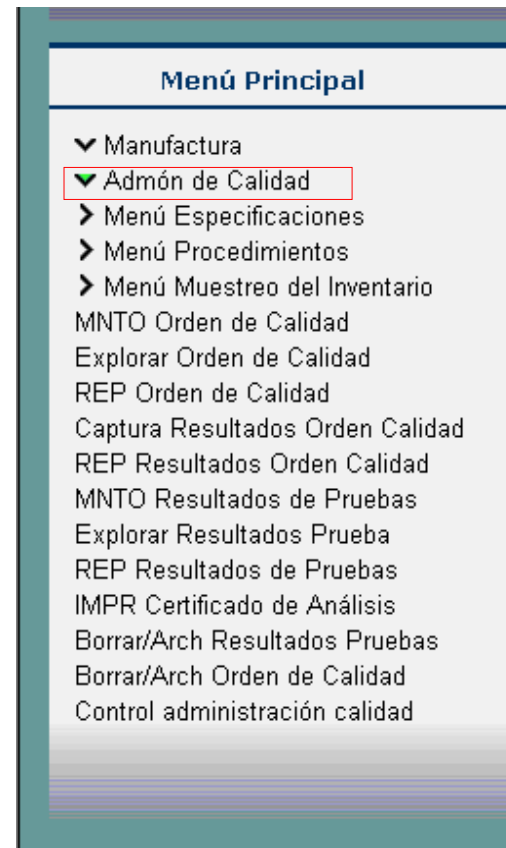 Menú Principal
Manufactura
Admón de Calidad
Menú Especificaciones
Menú Procedimientos
Menú Muestreo del Inventario
MNTO Orden de Calidad
Explorar Orden de Calidad
REP Orden de Calidad
Captura Resultados Orden Calidad
REP Resultados Orden Calidad
MNTO Resultados de Pruebas
Explorar Resultados Prueba
REP Resultados de Pruebas
IMPR Certificado de Análisis
Borrar/Arch Resultados Pruebas
Borrar/Arch Orden de Calidad
Control administración calidad